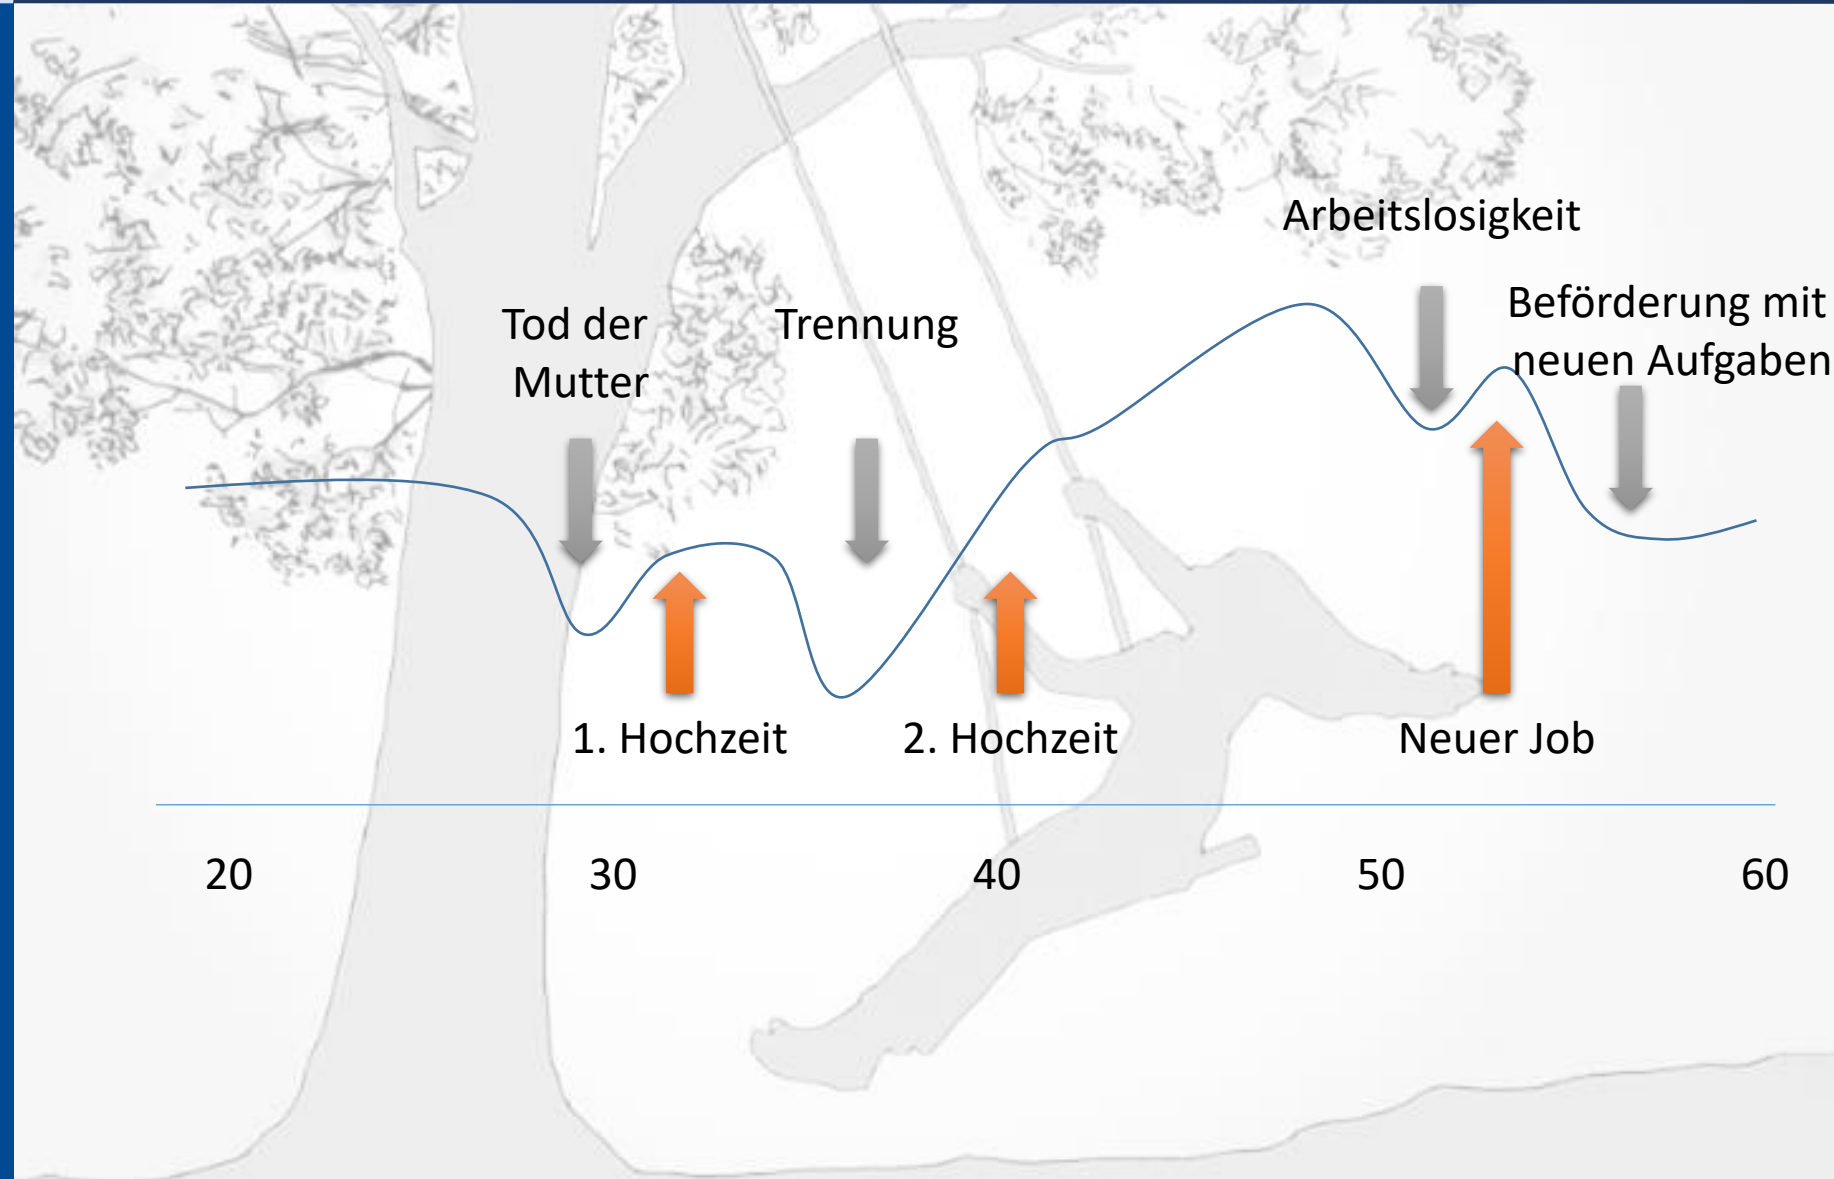 Arbeitslosigkeit
Tod der
Mutter
Trennung
Beförderung mit
neuen Aufgaben
1. Hochzeit
2. Hochzeit
Neuer Job
20
30
40
50
60